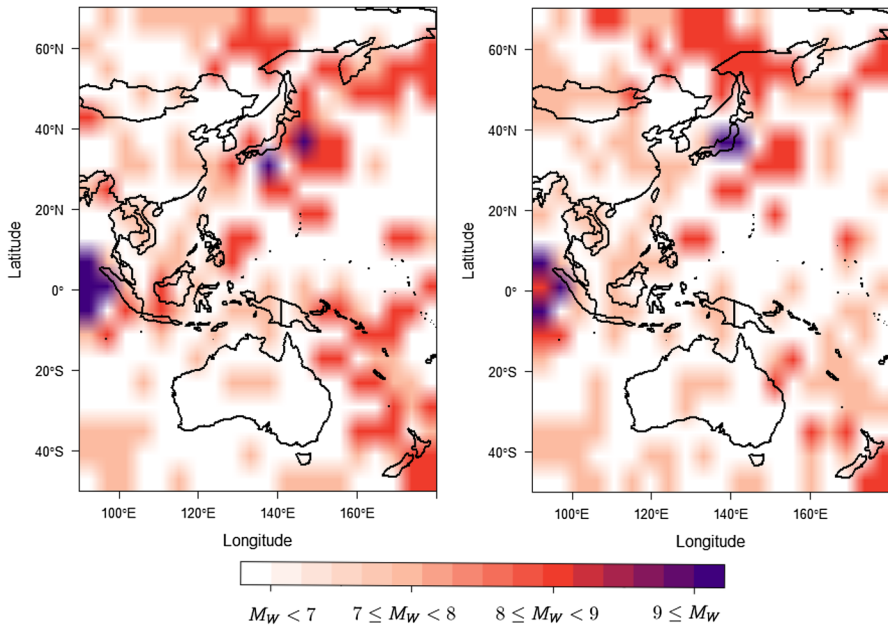 60°N
40°N
20°N
0°
20°S
40°S
Latitude
100°E 120°E 140°E 160°E
Longitude
60°N
40°N
20°N
0°
20°S
40°S
Latitude
100°E 120°E 140°E 160°E
Longitude
M_W < 7 7 ≤ M_W < 8 8 ≤ M_W < 9 9 ≤ M_W